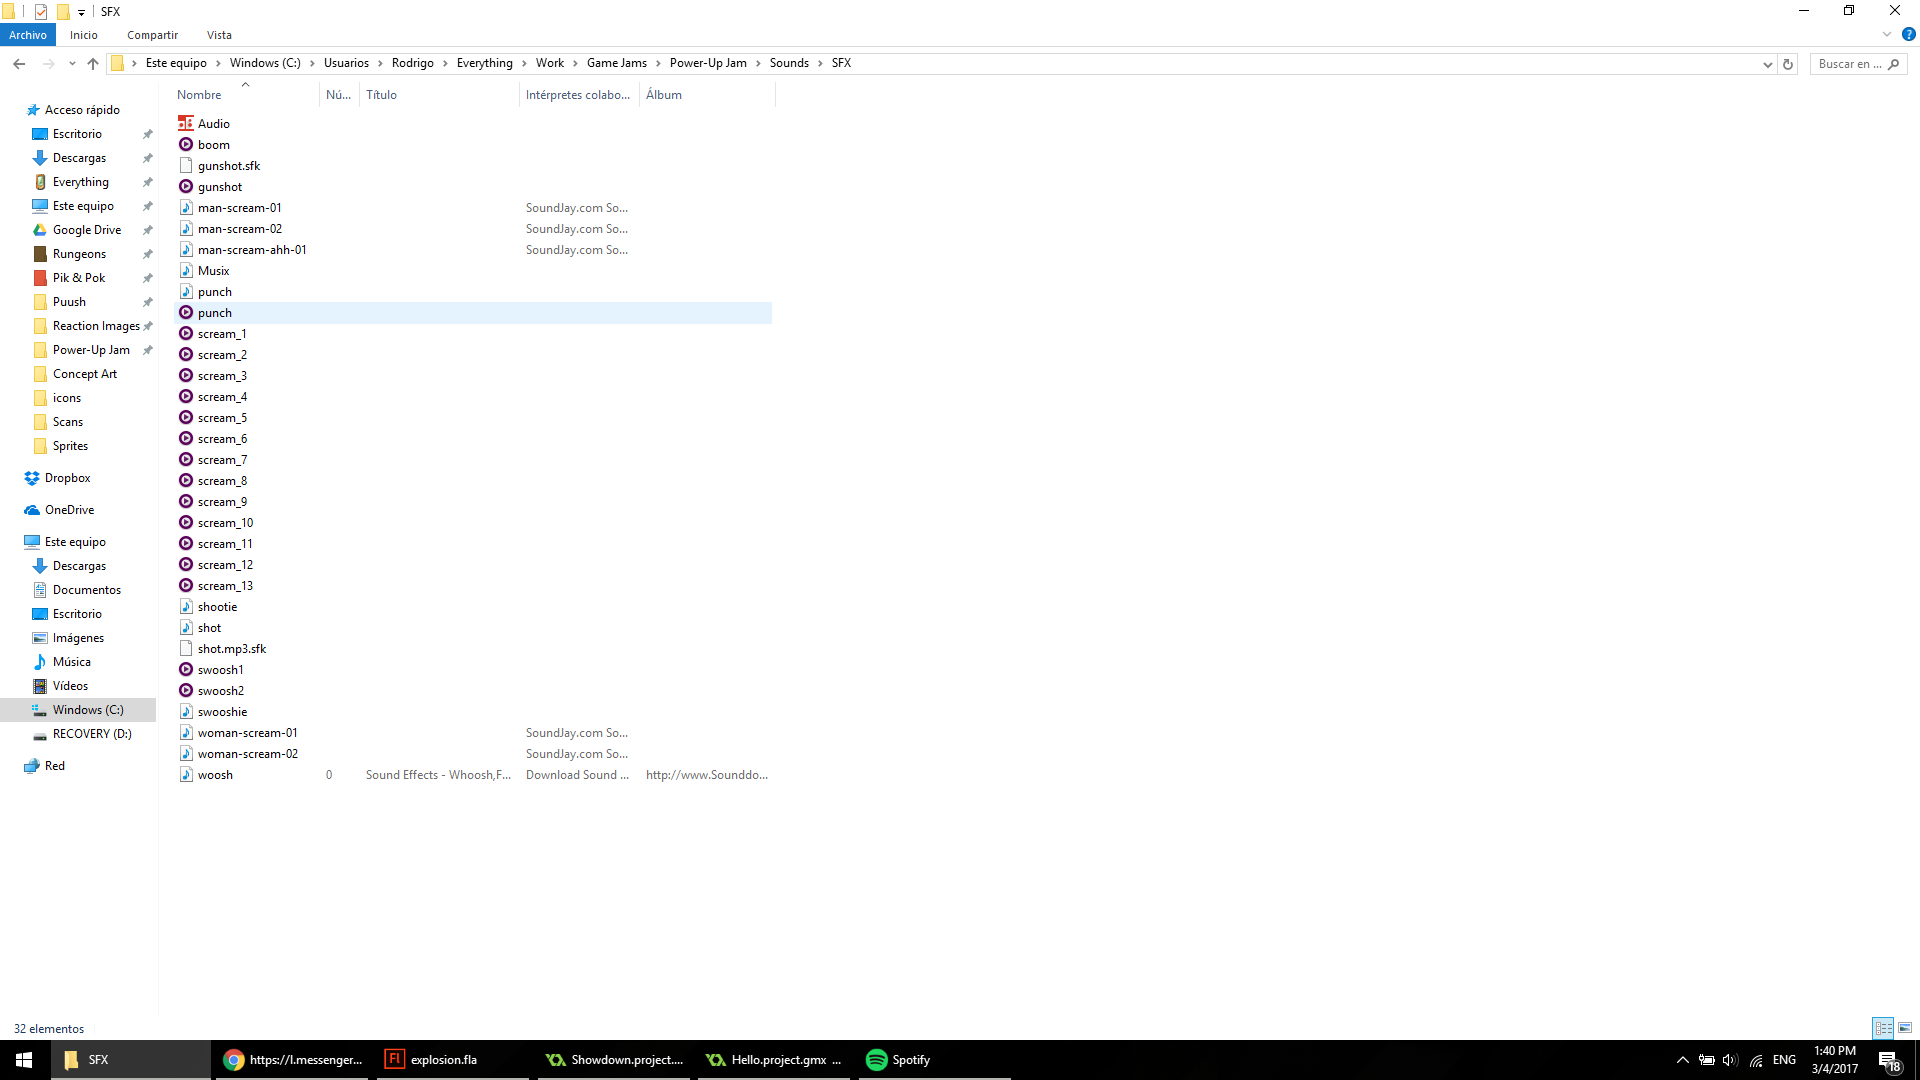 SFX
Archivo Inicio Compartir Vista
Este equipo Windows (C:) Usuarios Rodrigo Everything Work Game Jams Power-Up Jam Sounds SFX
Buscar en ...
Nombre Nú... Título Intérpretes colabo... Álbum
Acceso rápido
Escritorio
Descargas
Everything
Este equipo
Google Drive
Rungeons
Pik & Pok
Puush
Reaction Images
Power-Up Jam
Concept Art
icons
Scans
Sprites
Dropbox
OneDrive
Este equipo
Descargas
Documentos
Escritorio
Imágenes
Música
Vídeos
Windows (C:)
RECOVERY (D:)
Red
Audio
boom
gunshot.sfk
gunshot
man-scream-01 SoundJay.com So...
man-scream-02 SoundJay.com So...
man-scream-ahh-01 SoundJay.com So...
Musix
punch
punch
scream_1
scream_2
scream_3
scream_4
scream_5
scream_6
scream_7
scream_8
scream_9
scream_10
scream_11
scream_12
scream_13
shootie
shot
shot.mp3.sfk
swoosh1
swoosh2
swooshie
woman-scream-01 SoundJay.com So...
woman-scream-02 SoundJay.com So...
woosh 0 Sound Effects - Whoosh,F... Download Sound ... http://www.Sounddo...
32 elementos
SFX https://l.messenger... Fl explosion.fla Showdown.project.... Hello.project.gmx ... Spotify
ENG
1:40 PM
3/4/2017
18